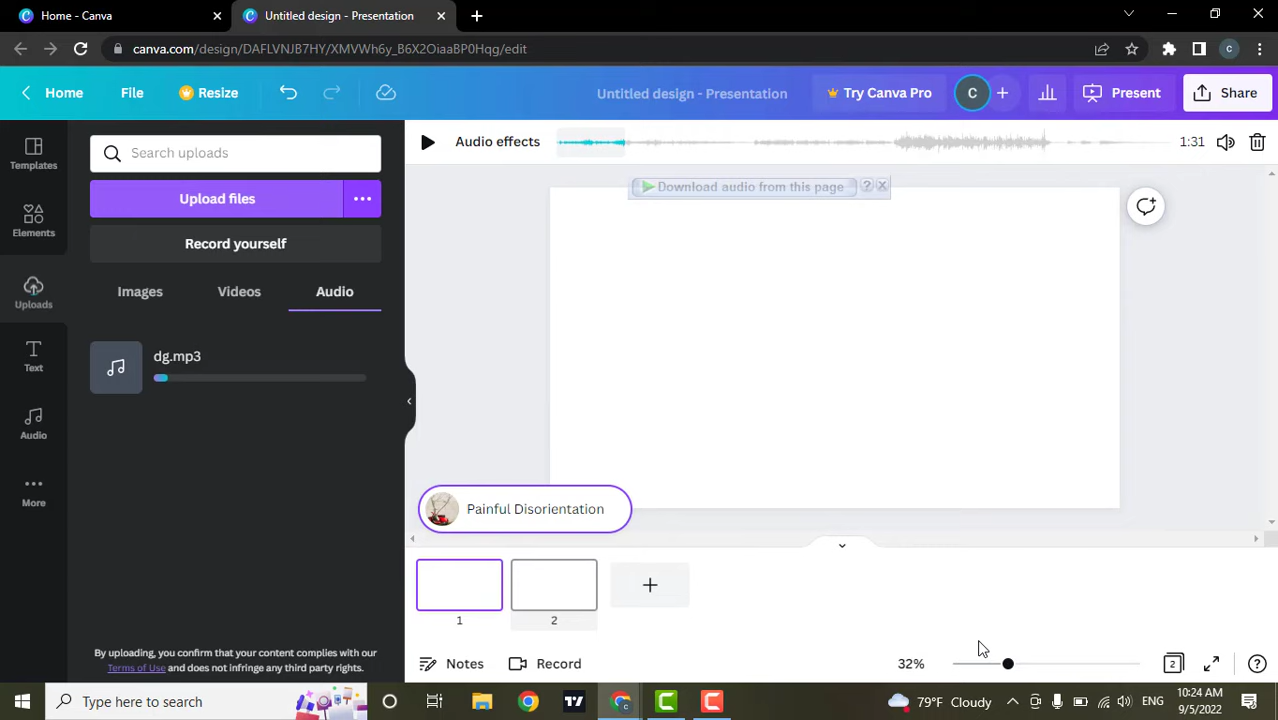 Home - Canva
Untitled design - Presentation
canva.com/design/DAFLVNJB7HY/XMVWh6y_B6X2OiaaBP0Hqg/edit
C
Home
File
Resize
Untitled design - Presentation
Try Canva Pro
C
Present
Share
Templates
Elements
Uploads
Text
Audio
More
Search uploads
Upload files
Record yourself
Images
Videos
Audio
dg.mp3
By uploading, you confirm that your content complies with our
Terms of Use and does not infringe any third party rights.
Audio effects
1:31
Download audio from this page
?
Painful Disorientation
1
2
Notes
Record
32%
2
?
Type here to search
79°F Cloudy
ENG
10:24 AM
9/5/2022